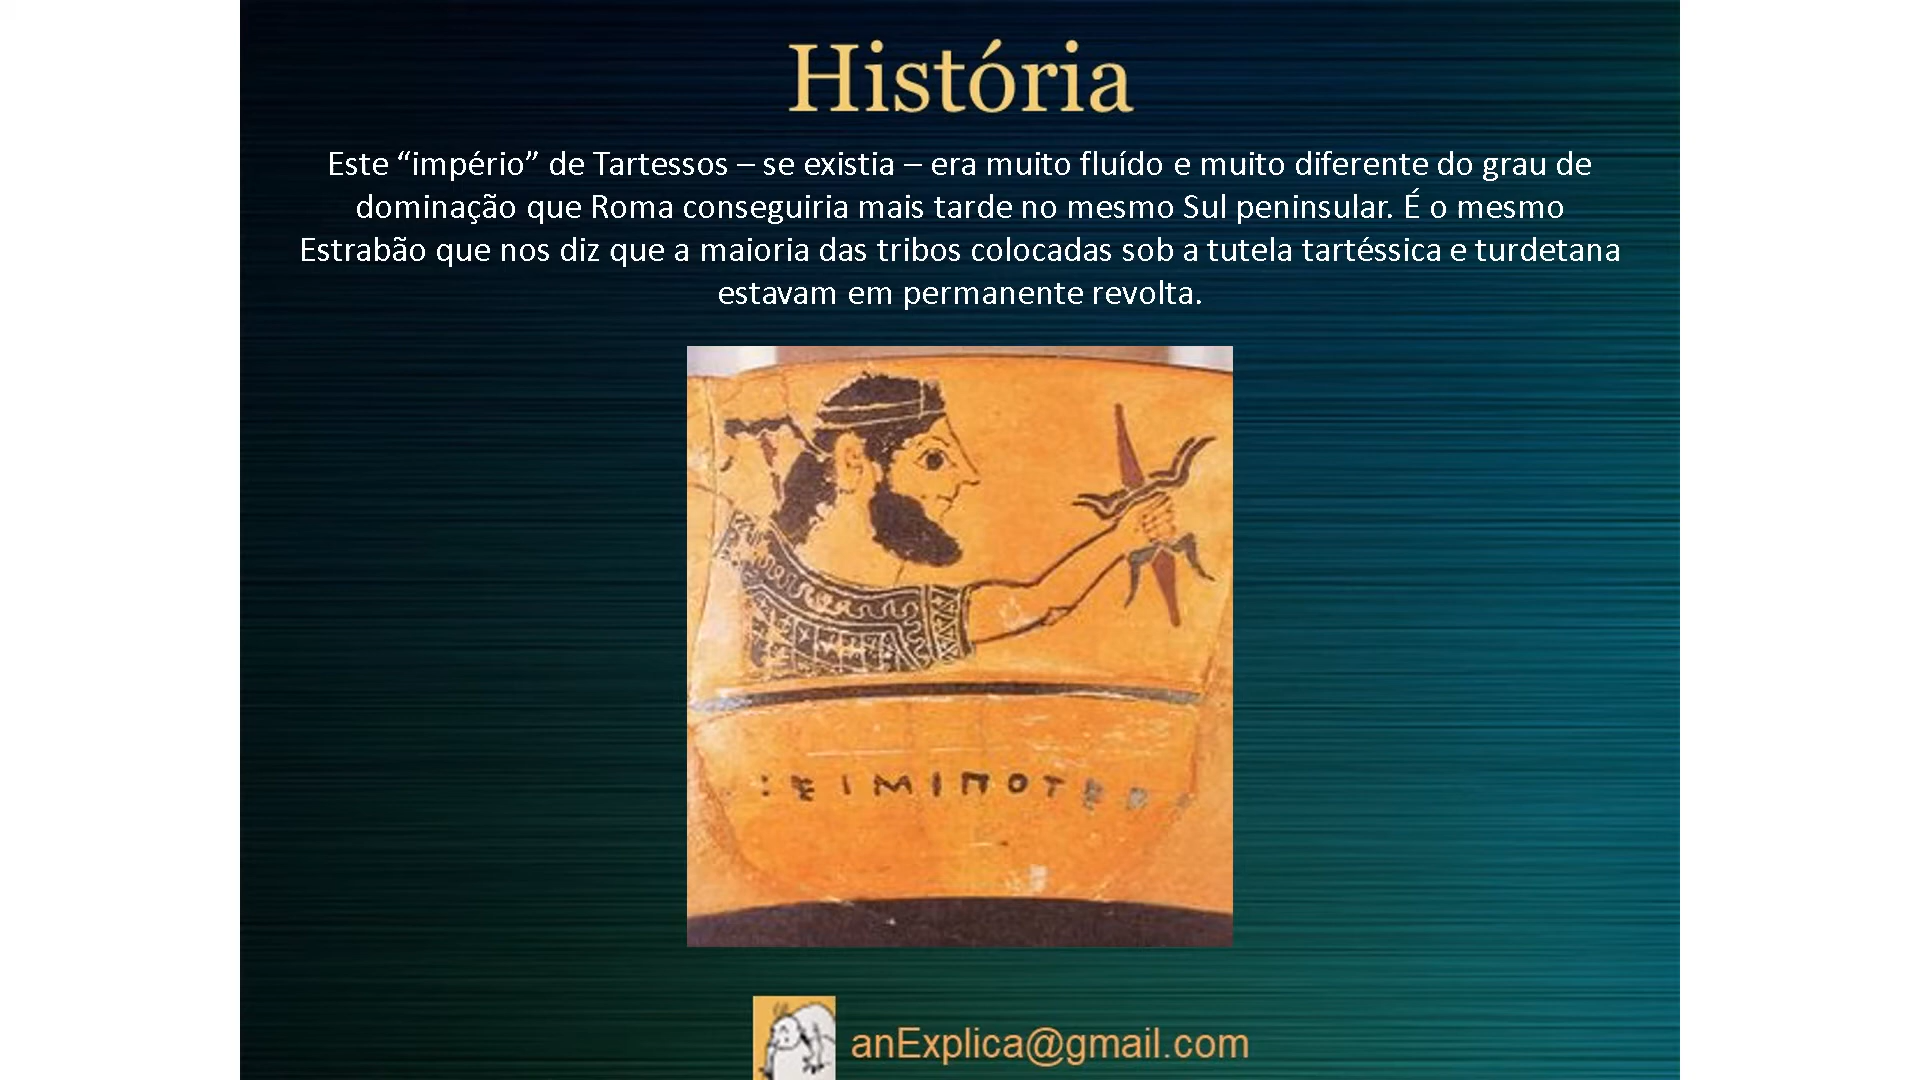 História
Este “império” de Tartessos – se existia – era muito fluído e muito diferente do grau de
dominação que Roma conseguiria mais tarde no mesmo Sul peninsular. É o mesmo
Estrabão que nos diz que a maioria das tribos colocadas sob a tutela tartéssica e turdetana
estavam em permanente revolta.
:ΕΙΜΙΠΟΤΕ
anExplica@gmail.com